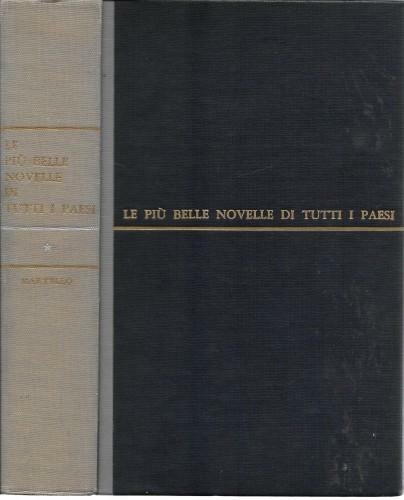 LE
PIÙ BELLE
NOVELLE
DI
TUTTI I PAESI
*
MARTELLO
LE PIÙ BELLE NOVELLE DI TUTTI I PAESI